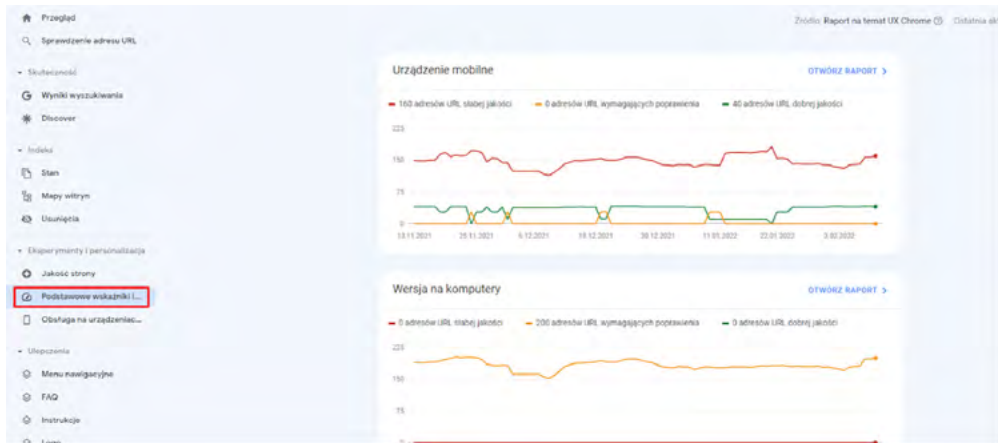 Przegląd
Sprawdzenie adresu URL
Skuteczność
Wyniki wyszukiwania
Discover
Indeks
Stan
Mapy witryn
Usunięcia
Eksperymenty i personalizacja
Jakość strony
Podstawowe wskaźniki i...
Obsługa na urządzeniac...
Ulepszenia
Menu nawigacyjne
FAQ
Instrukcje
Logo
Źródło: Raport na temat UX Chrome
Ostatnia
Urządzenie mobilne
OTWÓRZ RAPORT
160 adresów URL słabej jakości 0 adresów URL wymagających poprawienia 40 adresów URL dobrej jakości
225
150
75
0
13.11.2021 25.11.2021 6.12.2021 18.12.2021 30.12.2021 11.01.2022 22.01.2022 3.02.2022
Wersja na komputery
OTWÓRZ RAPORT
0 adresów URL słabej jakości 200 adresów URL wymagających poprawienia 0 adresów URL dobrej jakości
225
150
75
0